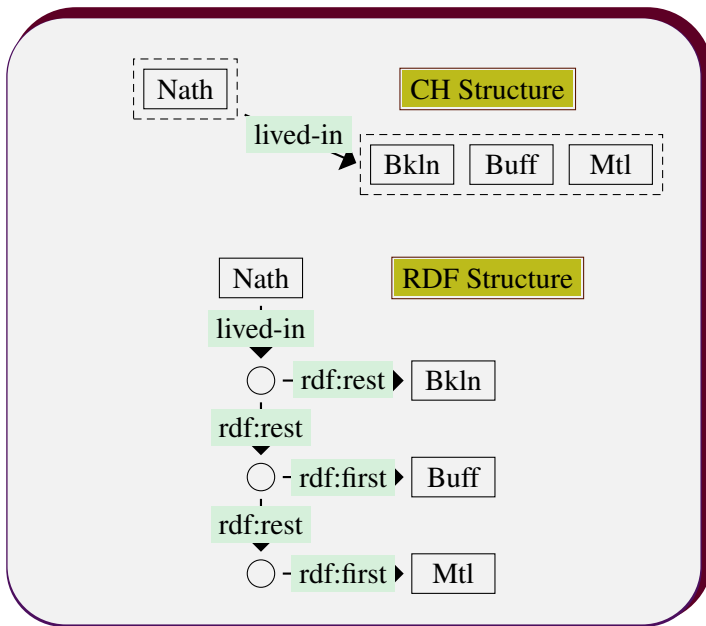 Nath
CH Structure
lived-in
Bkln Buff Mtl
Nath
RDF Structure
lived-in
rdf:rest Bkln
rdf:rest
rdf:first Buff
rdf:rest
rdf:first Mtl